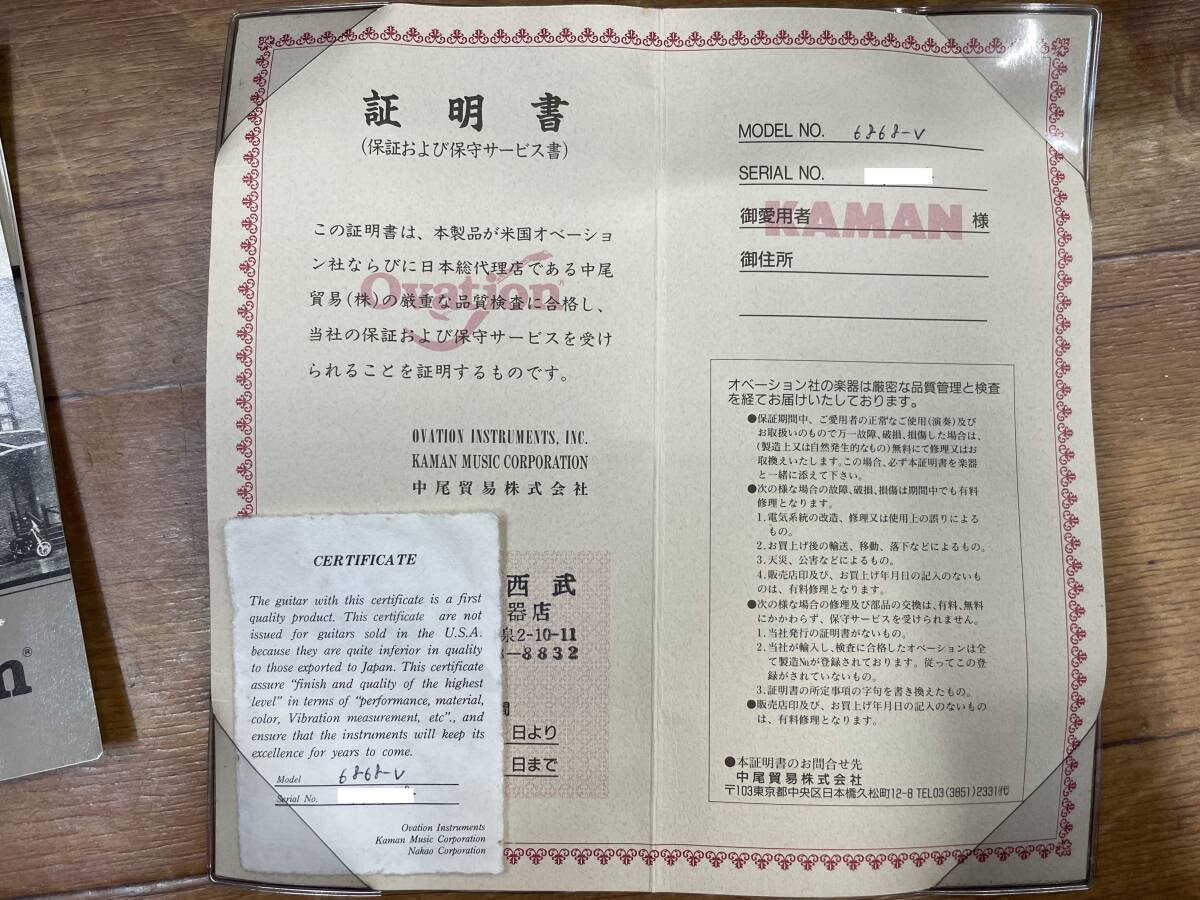 証明書
(保証および保守サービス書)
この証明書は、本製品が米国オベーショ
ン社ならびに日本総代理店である中尾
貿易(株)の厳重な品質検査に合格し、
当社の保証および保守サービスを受け
られることを証明するものです。
Ovation®
OVATION INSTRUMENTS, INC.
KAMAN MUSIC CORPORATION
中尾貿易株式会社
西武
器店
泉2-10-11
-8832
日より
日まで
CERTIFICATE
The guitar with this certificate is a first
quality product. This certificate are not
issued for guitars sold in the U.S.A.
because they are quite inferior in quality
to those exported to Japan. This certificate
assure "finish and quality of the highest
level" in terms of "performance, material,
color, Vibration measurement, etc"., and
ensure that the instruments will keep its
excellence for years to come.
Model 6868-V
Serial No.
Ovation Instruments
Kaman Music Corporation
Nakao Corporation
MODEL NO. 6868-V
SERIAL NO.
御愛用者 様
KAMAN
御住所
オベーション社の楽器は厳密な品質管理と検査
を経てお届けいたしております。
●保証期間中、ご愛用者の正常なご使用(演奏)及び
お取扱いのもので万一故障、破損、損傷した場合は、
(製造上又は自然発生的なもの)無料にて修理又はお
取換えいたします。この場合、必ず本証明書を楽器
と一緒に添えて下さい。
●次の様な場合の故障、破損、損傷は期間中でも有料
修理となります。
1.電気系統の改造、修理又は使用上の誤りによる
もの。
2.お買上げ後の輸送、移動、落下などによるもの。
3.天災、公害などによるもの。
4.販売店印及び、お買上げ年月日の記入のないも
のは、有料修理となります。
●次の様な場合の修理及び部品の交換は、有料、無料
にかかわらず、保守サービスを受けられません。
1.当社発行の証明書がないもの。
2.当社が輸入し、検査に合格したオベーションは全
て製造№が登録されております。従ってこの登
録がされていないもの。
3.証明書の所定事項の字句を書き換えたもの。
●販売店印及び、お買上げ年月日の記入のないもの
は、有料修理となります。
●本証明書のお問合せ先
中尾貿易株式会社
〒103東京都中央区日本橋久松町12-8 TEL03(3851)2331㈹
n®